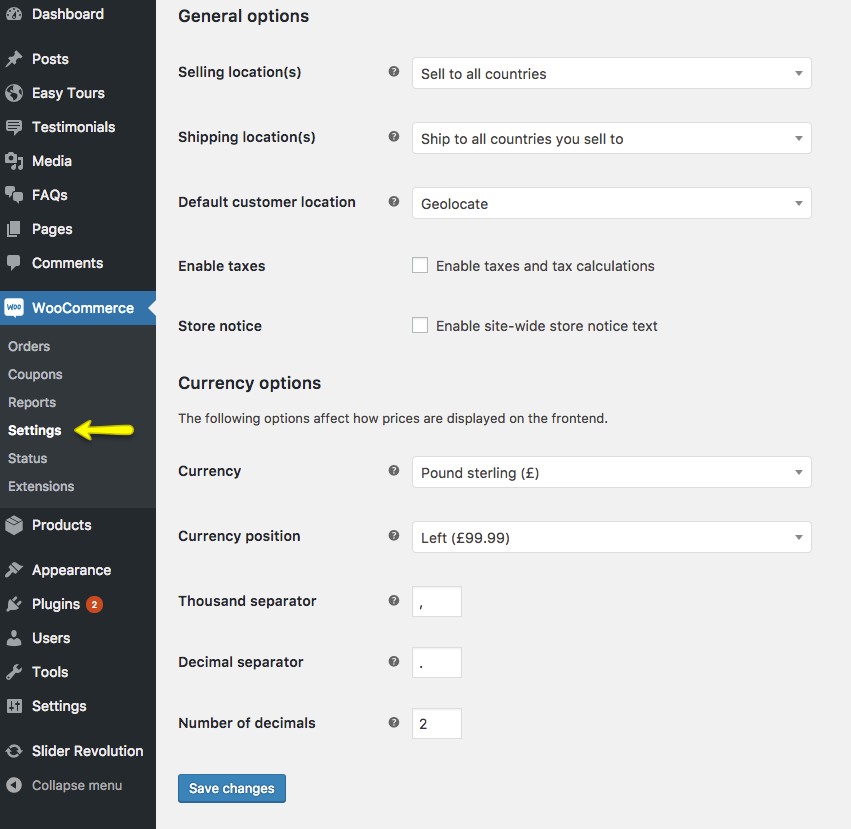 Dashboard
Posts
Easy Tours
Testimonials
Media
FAQs
Pages
Comments
woo WooCommerce
Orders
Coupons
Reports
Settings
Status
Extensions
Products
Appearance
Plugins 2
Users
Tools
Settings
Slider Revolution
Collapse menu
General options
Selling location(s) ? Sell to all countries
Shipping location(s) ? Ship to all countries you sell to
Default customer location ? Geolocate
Enable taxes Enable taxes and tax calculations
Store notice Enable site-wide store notice text
Currency options
The following options affect how prices are displayed on the frontend.
Currency ? Pound sterling (£)
Currency position ? Left (£99.99)
Thousand separator ? ,
Decimal separator ? .
Number of decimals ? 2
Save changes